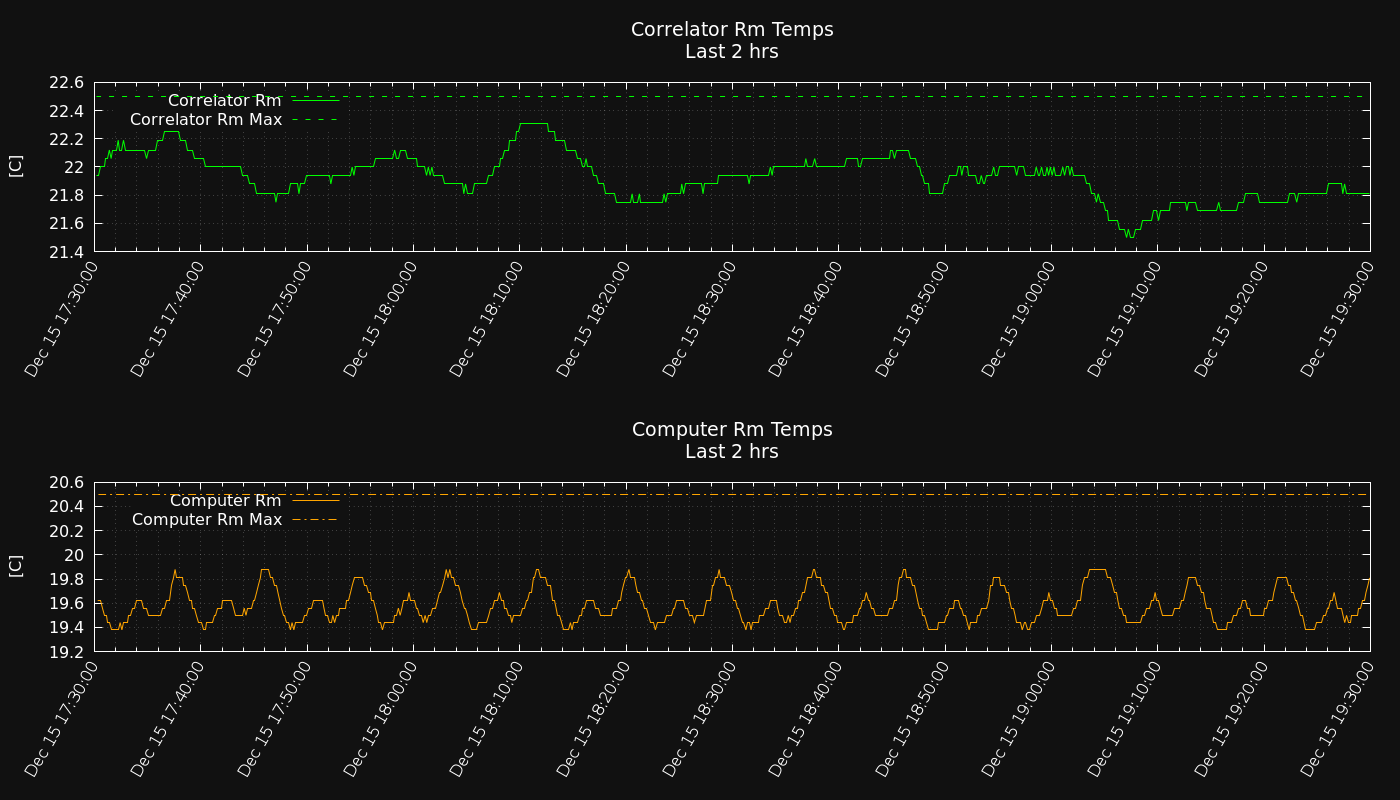 Correlator Rm Temps
Last 2 hrs
[C]
22.6
22.4
22.2
22
21.8
21.6
21.4
Correlator Rm
Correlator Rm Max
Dec 15 17:30:00
Dec 15 17:40:00
Dec 15 17:50:00
Dec 15 18:00:00
Dec 15 18:10:00
Dec 15 18:20:00
Dec 15 18:30:00
Dec 15 18:40:00
Dec 15 18:50:00
Dec 15 19:00:00
Dec 15 19:10:00
Dec 15 19:20:00
Dec 15 19:30:00
Computer Rm Temps
Last 2 hrs
[C]
20.6
20.4
20.2
20
19.8
19.6
19.4
19.2
Computer Rm
Computer Rm Max
Dec 15 17:30:00
Dec 15 17:40:00
Dec 15 17:50:00
Dec 15 18:00:00
Dec 15 18:10:00
Dec 15 18:20:00
Dec 15 18:30:00
Dec 15 18:40:00
Dec 15 18:50:00
Dec 15 19:00:00
Dec 15 19:10:00
Dec 15 19:20:00
Dec 15 19:30:00